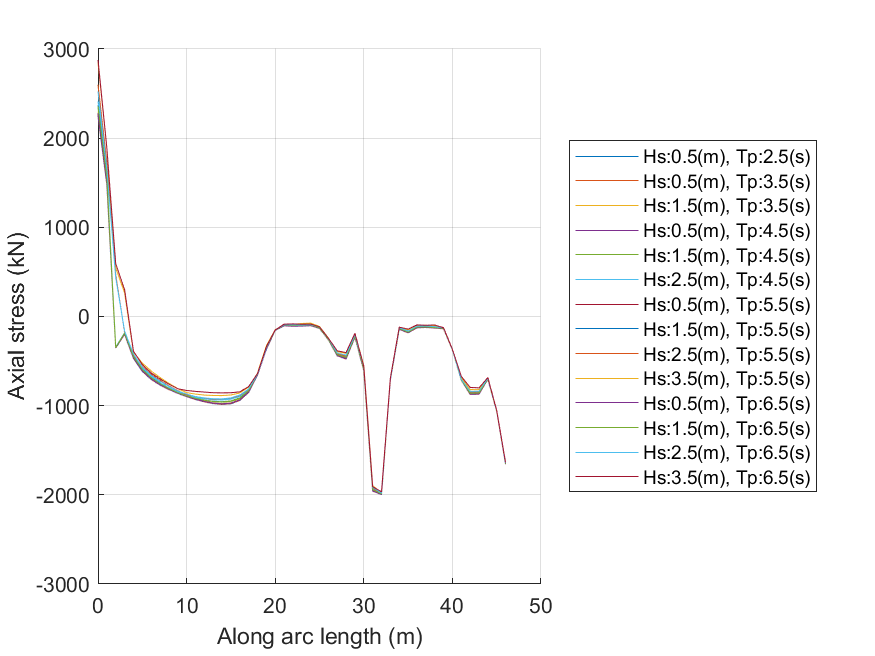 3000
2000
1000
0
-1000
-2000
-3000
Axial stress (kN)
0 10 20 30 40 50
Along arc length (m)
Hs:0.5(m), Tp:2.5(s)
Hs:0.5(m), Tp:3.5(s)
Hs:1.5(m), Tp:3.5(s)
Hs:0.5(m), Tp:4.5(s)
Hs:1.5(m), Tp:4.5(s)
Hs:2.5(m), Tp:4.5(s)
Hs:0.5(m), Tp:5.5(s)
Hs:1.5(m), Tp:5.5(s)
Hs:2.5(m), Tp:5.5(s)
Hs:3.5(m), Tp:5.5(s)
Hs:0.5(m), Tp:6.5(s)
Hs:1.5(m), Tp:6.5(s)
Hs:2.5(m), Tp:6.5(s)
Hs:3.5(m), Tp:6.5(s)